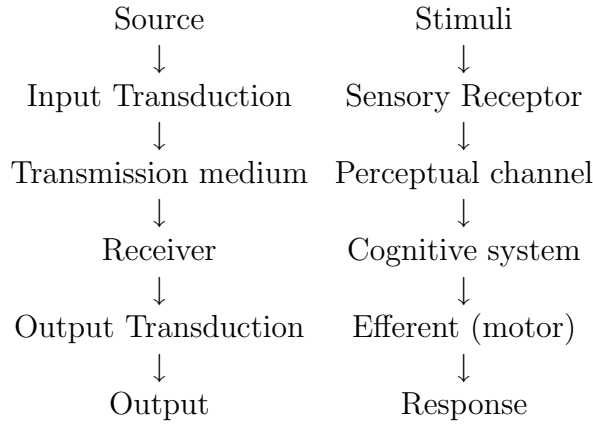 Source Stimuli
↓ ↓
Input Transduction Sensory Receptor
↓ ↓
Transmission medium Perceptual channel
↓ ↓
Receiver Cognitive system
↓ ↓
Output Transduction Efferent (motor)
↓ ↓
Output Response